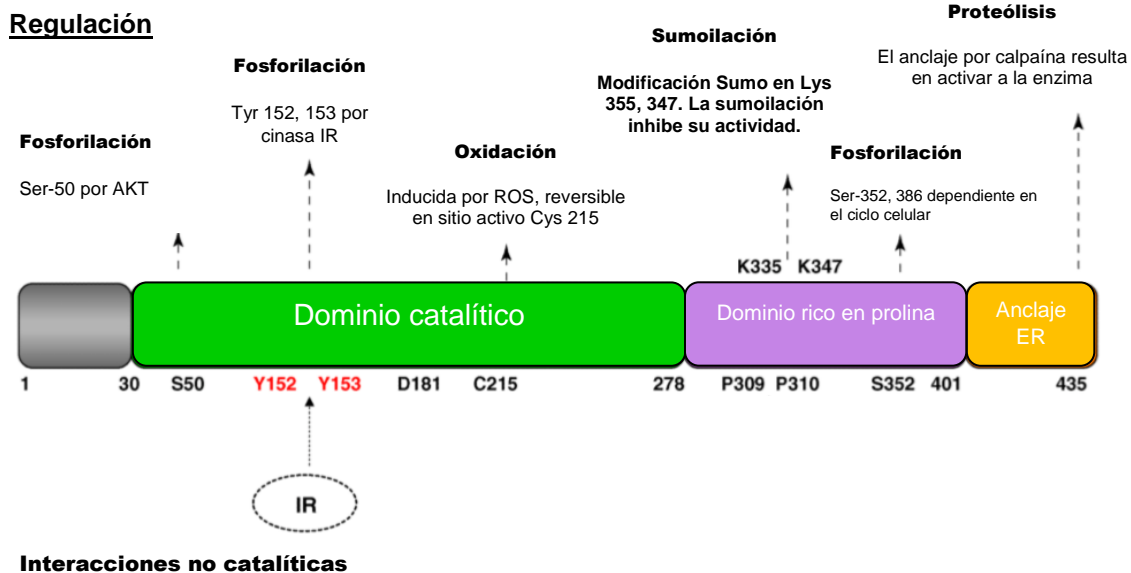 Regulación
Proteólisis
El anclaje por calpaína resulta
en activar a la enzima
Sumoilación
Modificación Sumo en Lys
355, 347. La sumoilación
inhibe su actividad.
Fosforilación
Tyr 152, 153 por
cinasa IR
Fosforilación
Ser-50 por AKT
Oxidación
Inducida por ROS, reversible
en sitio activo Cys 215
Fosforilación
Ser-352, 386 dependiente en
el ciclo celular
K335 K347
Dominio catalítico
Dominio rico en prolina
Anclaje
ER
1 30 S50 Y152 Y153 D181 C215 278 P309 P310 S352 401 435
IR
Interacciones no catalíticas